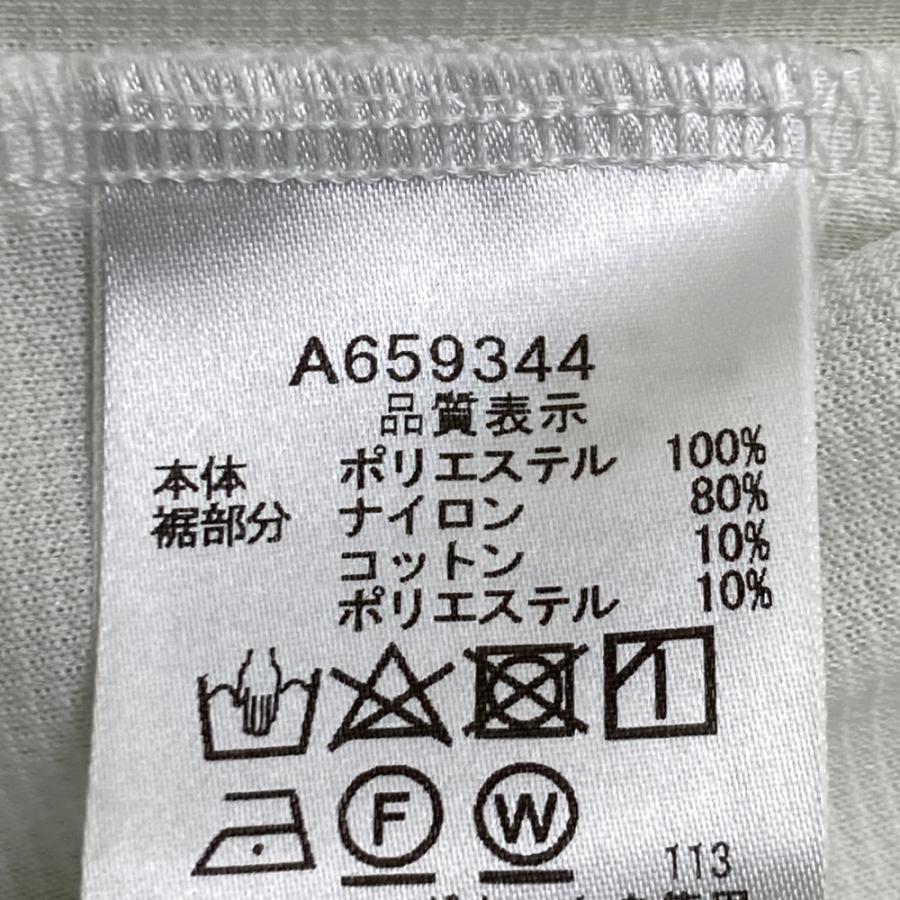 A659344
品質表示
本体 ポリエステル 100%
裾部分 ナイロン 80%
コットン 10%
ポリエステル 10%
F W
113